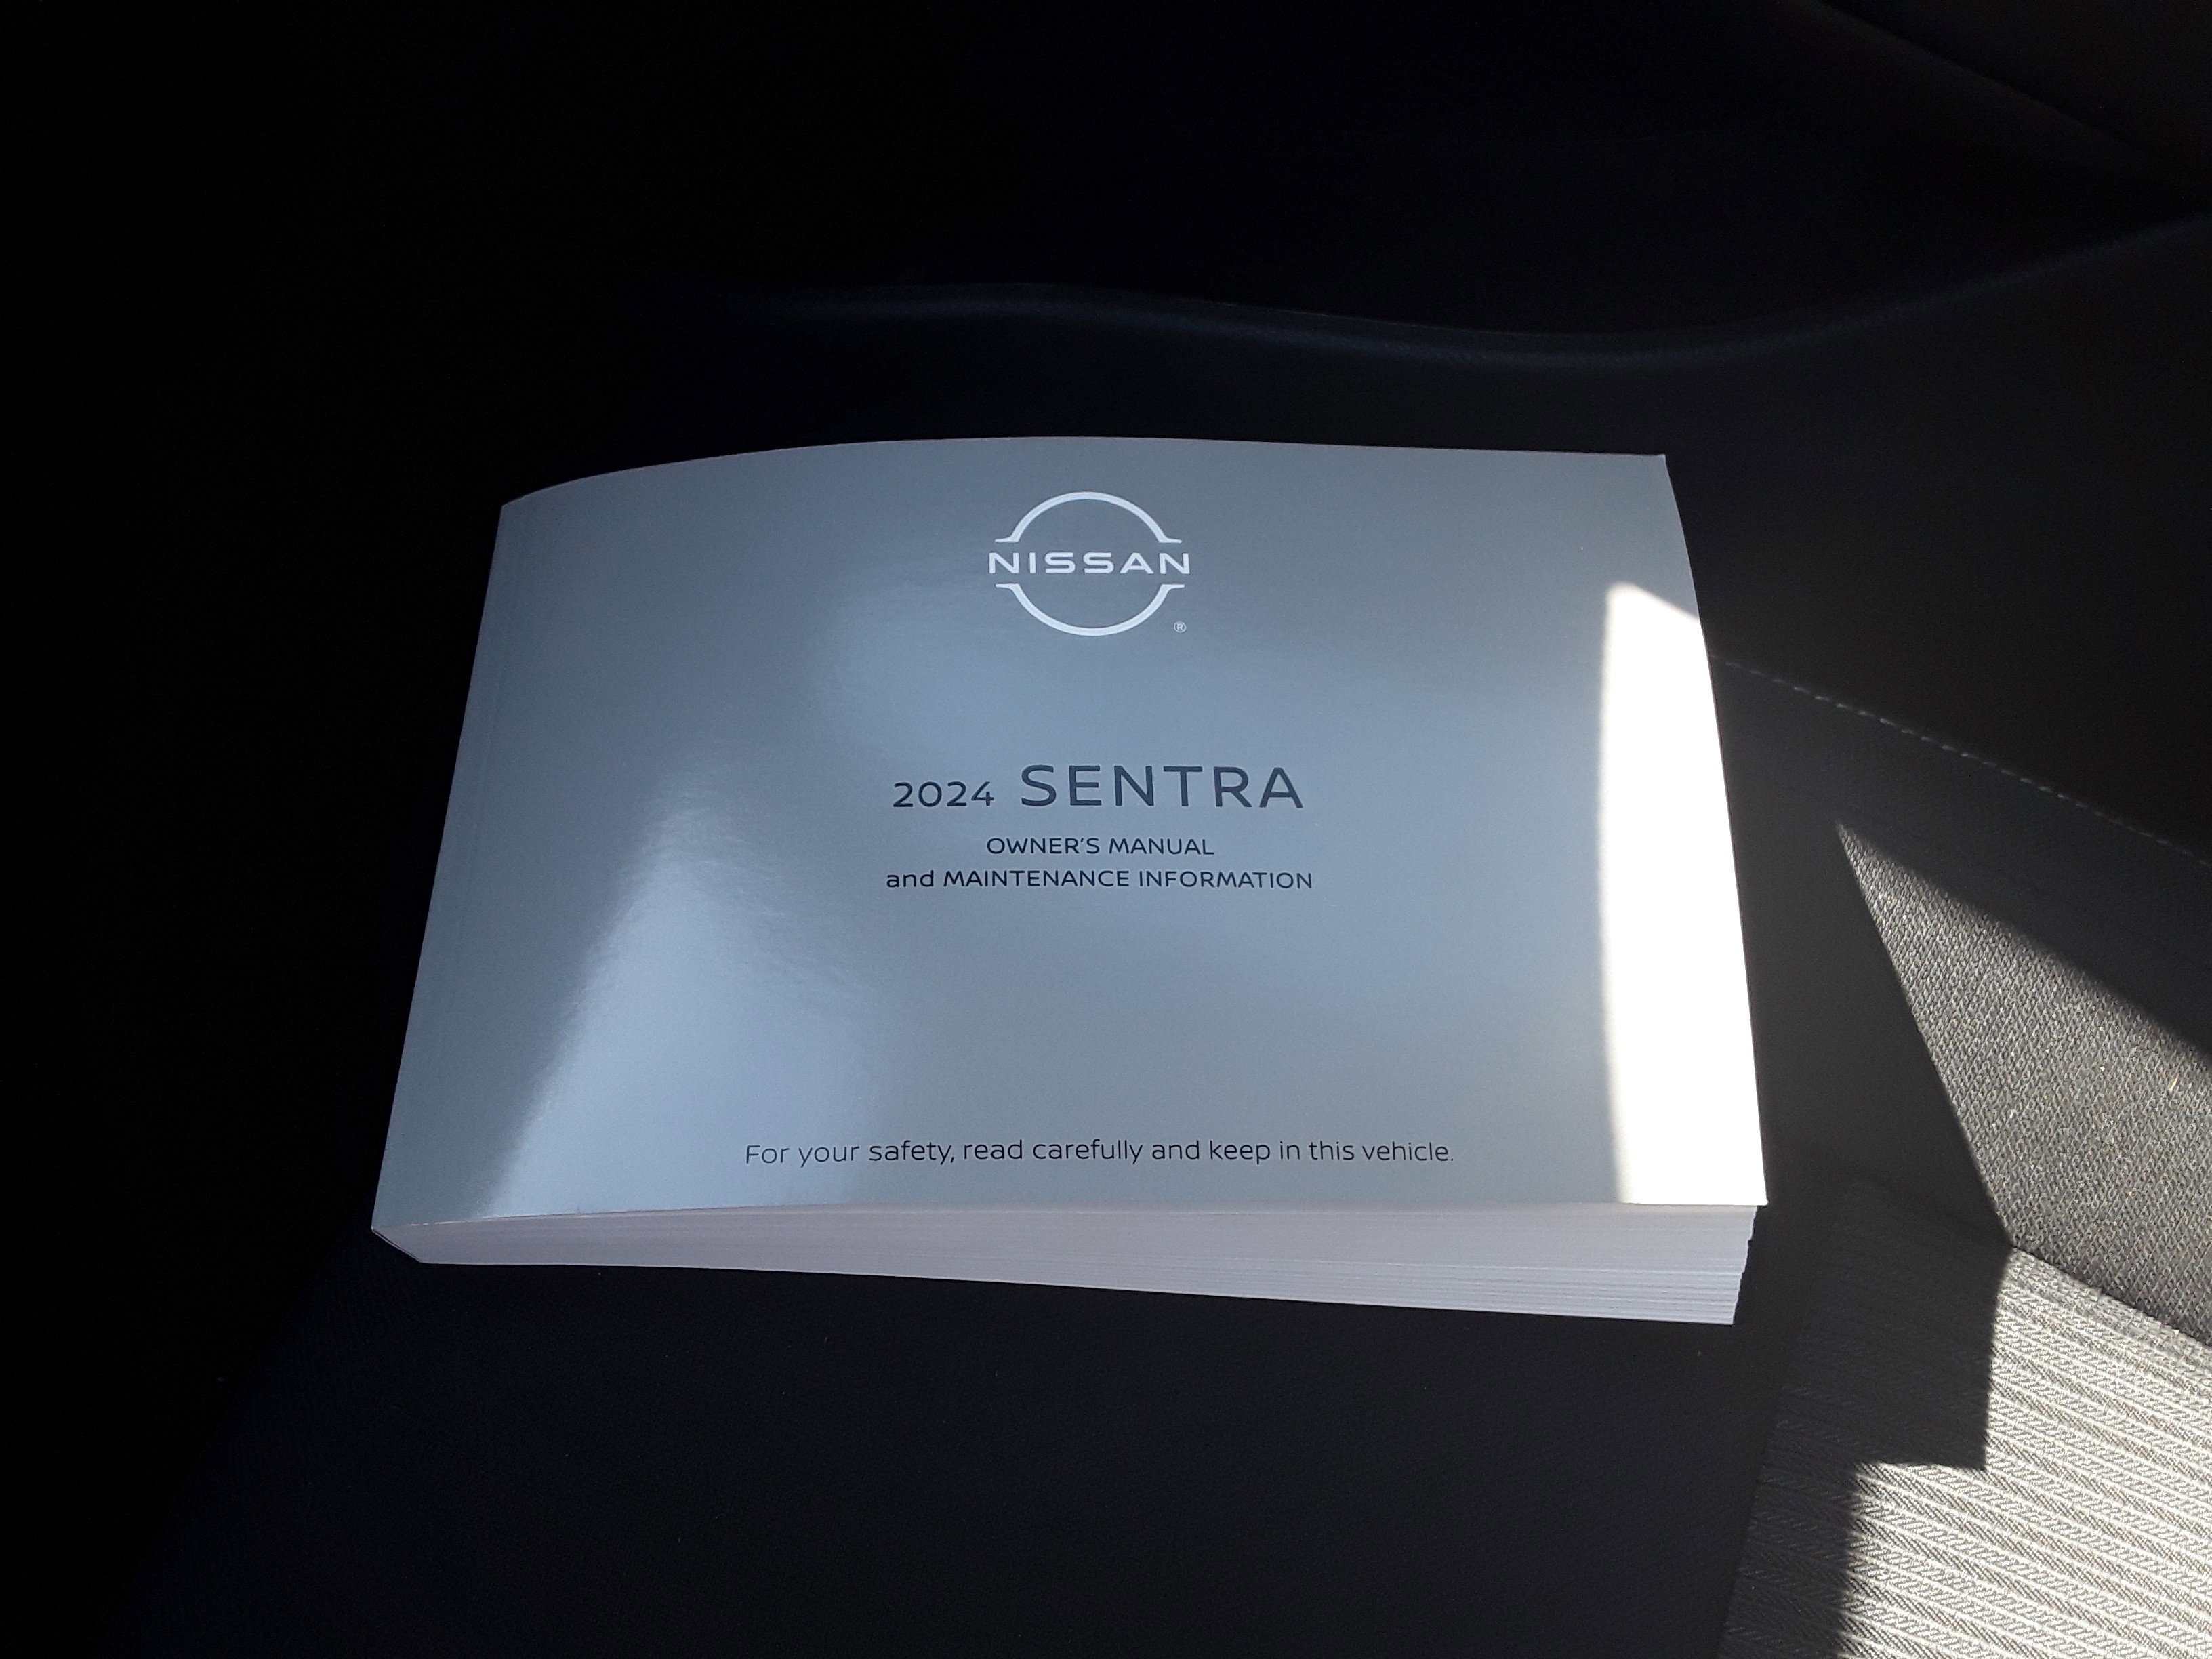 NISSAN
®
2024 SENTRA
OWNER'S MANUAL
and MAINTENANCE INFORMATION
For your safety, read carefully and keep in this vehicle.